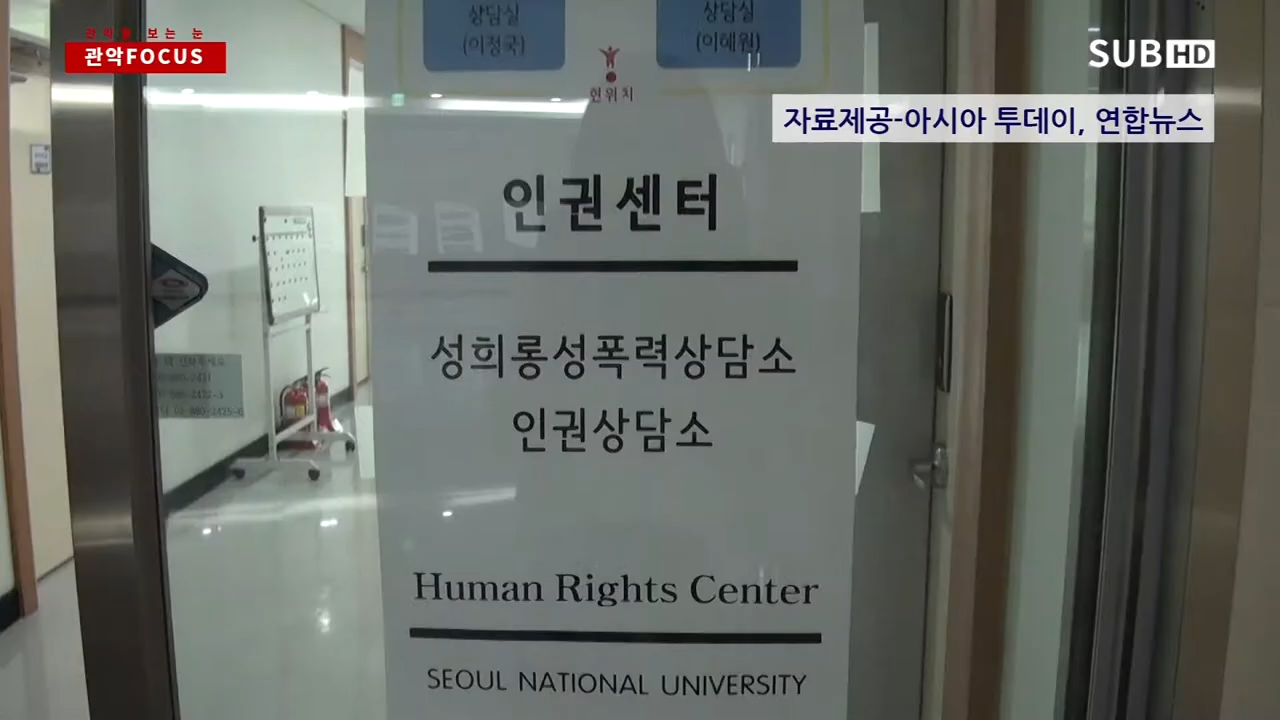 보는 눈
관악FOCUS
SUB HD
자료제공-아시아 투데이, 연합뉴스
상담실
(이정국)
상담실
(이혜원)
현위치
인권센터
성희롱성폭력상담소
인권상담소
Human Rights Center
SEOUL NATIONAL UNIVERSITY